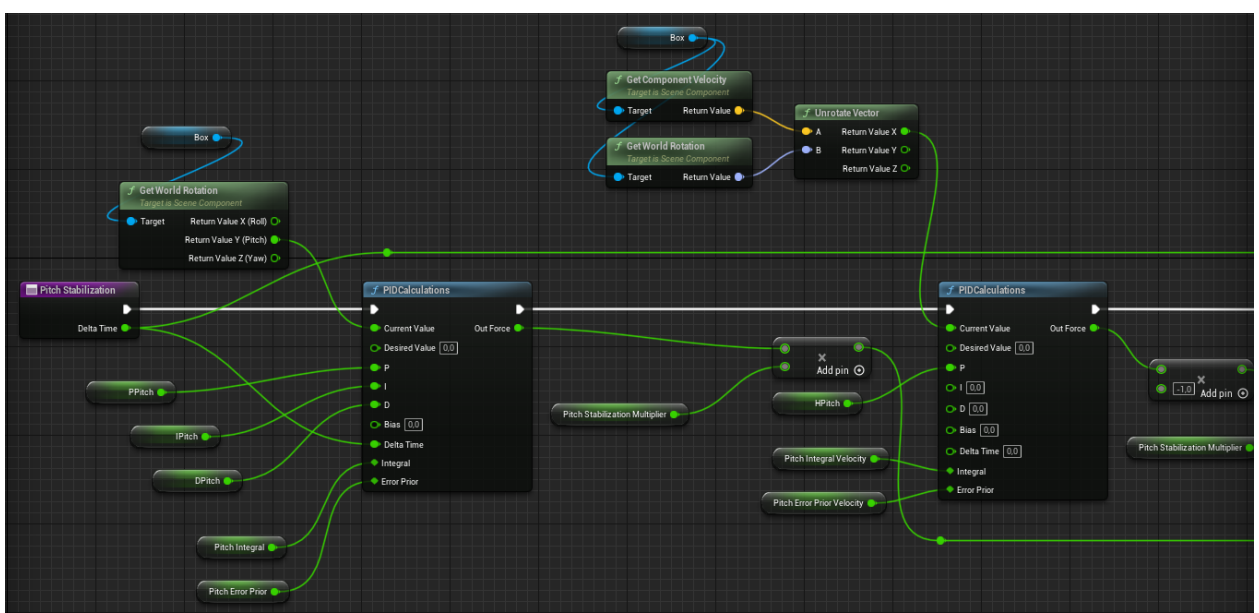 Box
Get Component Velocity
Target is Scene Component
Target Return Value
Unrotate Vector
A Return Value X
B Return Value Y
Return Value Z
Get World Rotation
Target is Scene Component
Target Return Value
Box
Get World Rotation
Target is Scene Component
Target Return Value X (Roll)
Return Value Y (Pitch)
Return Value Z (Yaw)
Pitch Stabilization
Delta Time
PIDCalculations
Current Value Out Force
Desired Value 0,0
P
I
D
Bias 0,0
Delta Time
Integral
Error Prior
PPitch
IPitch
DPitch
Pitch Integral
Pitch Error Prior
Add pin
Pitch Stabilization Multiplier
HPitch
Pitch Integral Velocity
Pitch Error Prior Velocity
PIDCalculations
Current Value Out Force
Desired Value 0,0
P
I 0,0
D 0,0
Bias 0,0
Delta Time 0,0
Integral
Error Prior
-1,0 Add pin
Pitch Stabilization Multiplier